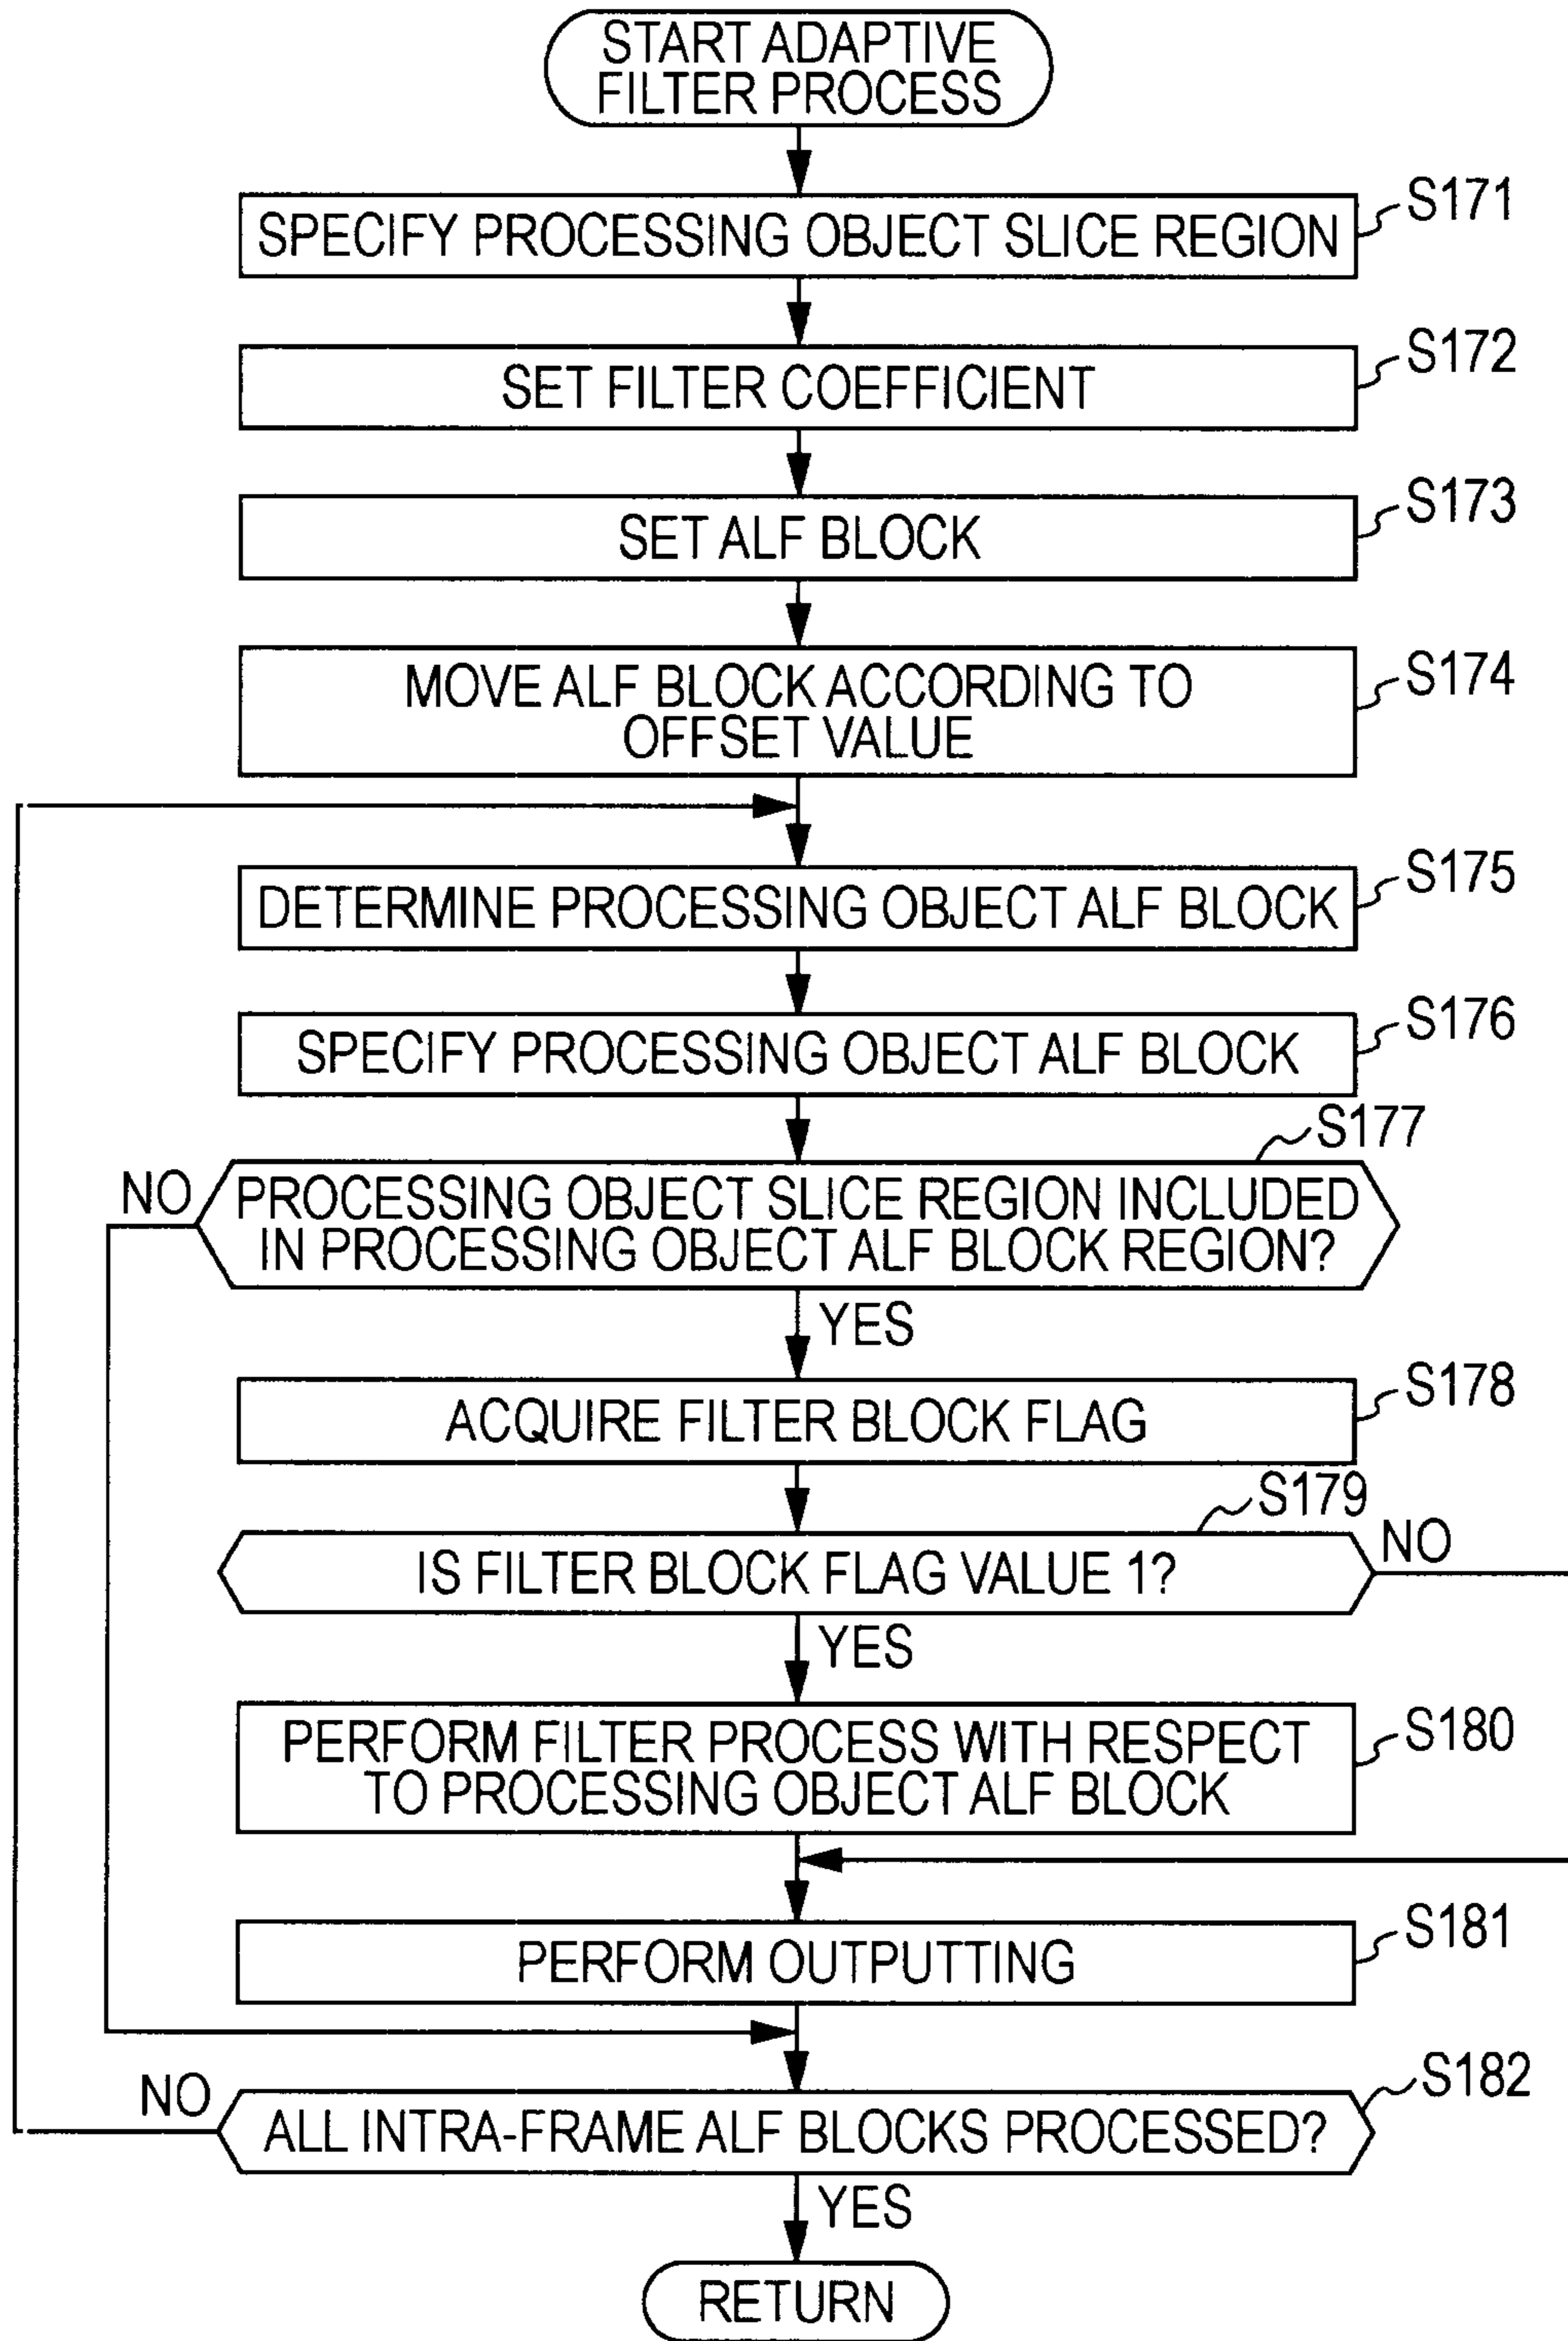 START ADAPTIVE
FILTER PROCESS
S171
SPECIFY PROCESSING OBJECT SLICE REGION
S172
SET FILTER COEFFICIENT
S173
SET ALF BLOCK
S174
MOVE ALF BLOCK ACCORDING TO
OFFSET VALUE
S175
DETERMINE PROCESSING OBJECT ALF BLOCK
S176
SPECIFY PROCESSING OBJECT ALF BLOCK
S177
NO
PROCESSING OBJECT SLICE REGION INCLUDED
IN PROCESSING OBJECT ALF BLOCK REGION?
YES
S178
ACQUIRE FILTER BLOCK FLAG
S179
IS FILTER BLOCK FLAG VALUE 1?
NO
YES
S180
PERFORM FILTER PROCESS WITH RESPECT
TO PROCESSING OBJECT ALF BLOCK
S181
PERFORM OUTPUTTING
S182
NO
ALL INTRA-FRAME ALF BLOCKS PROCESSED?
YES
RETURN